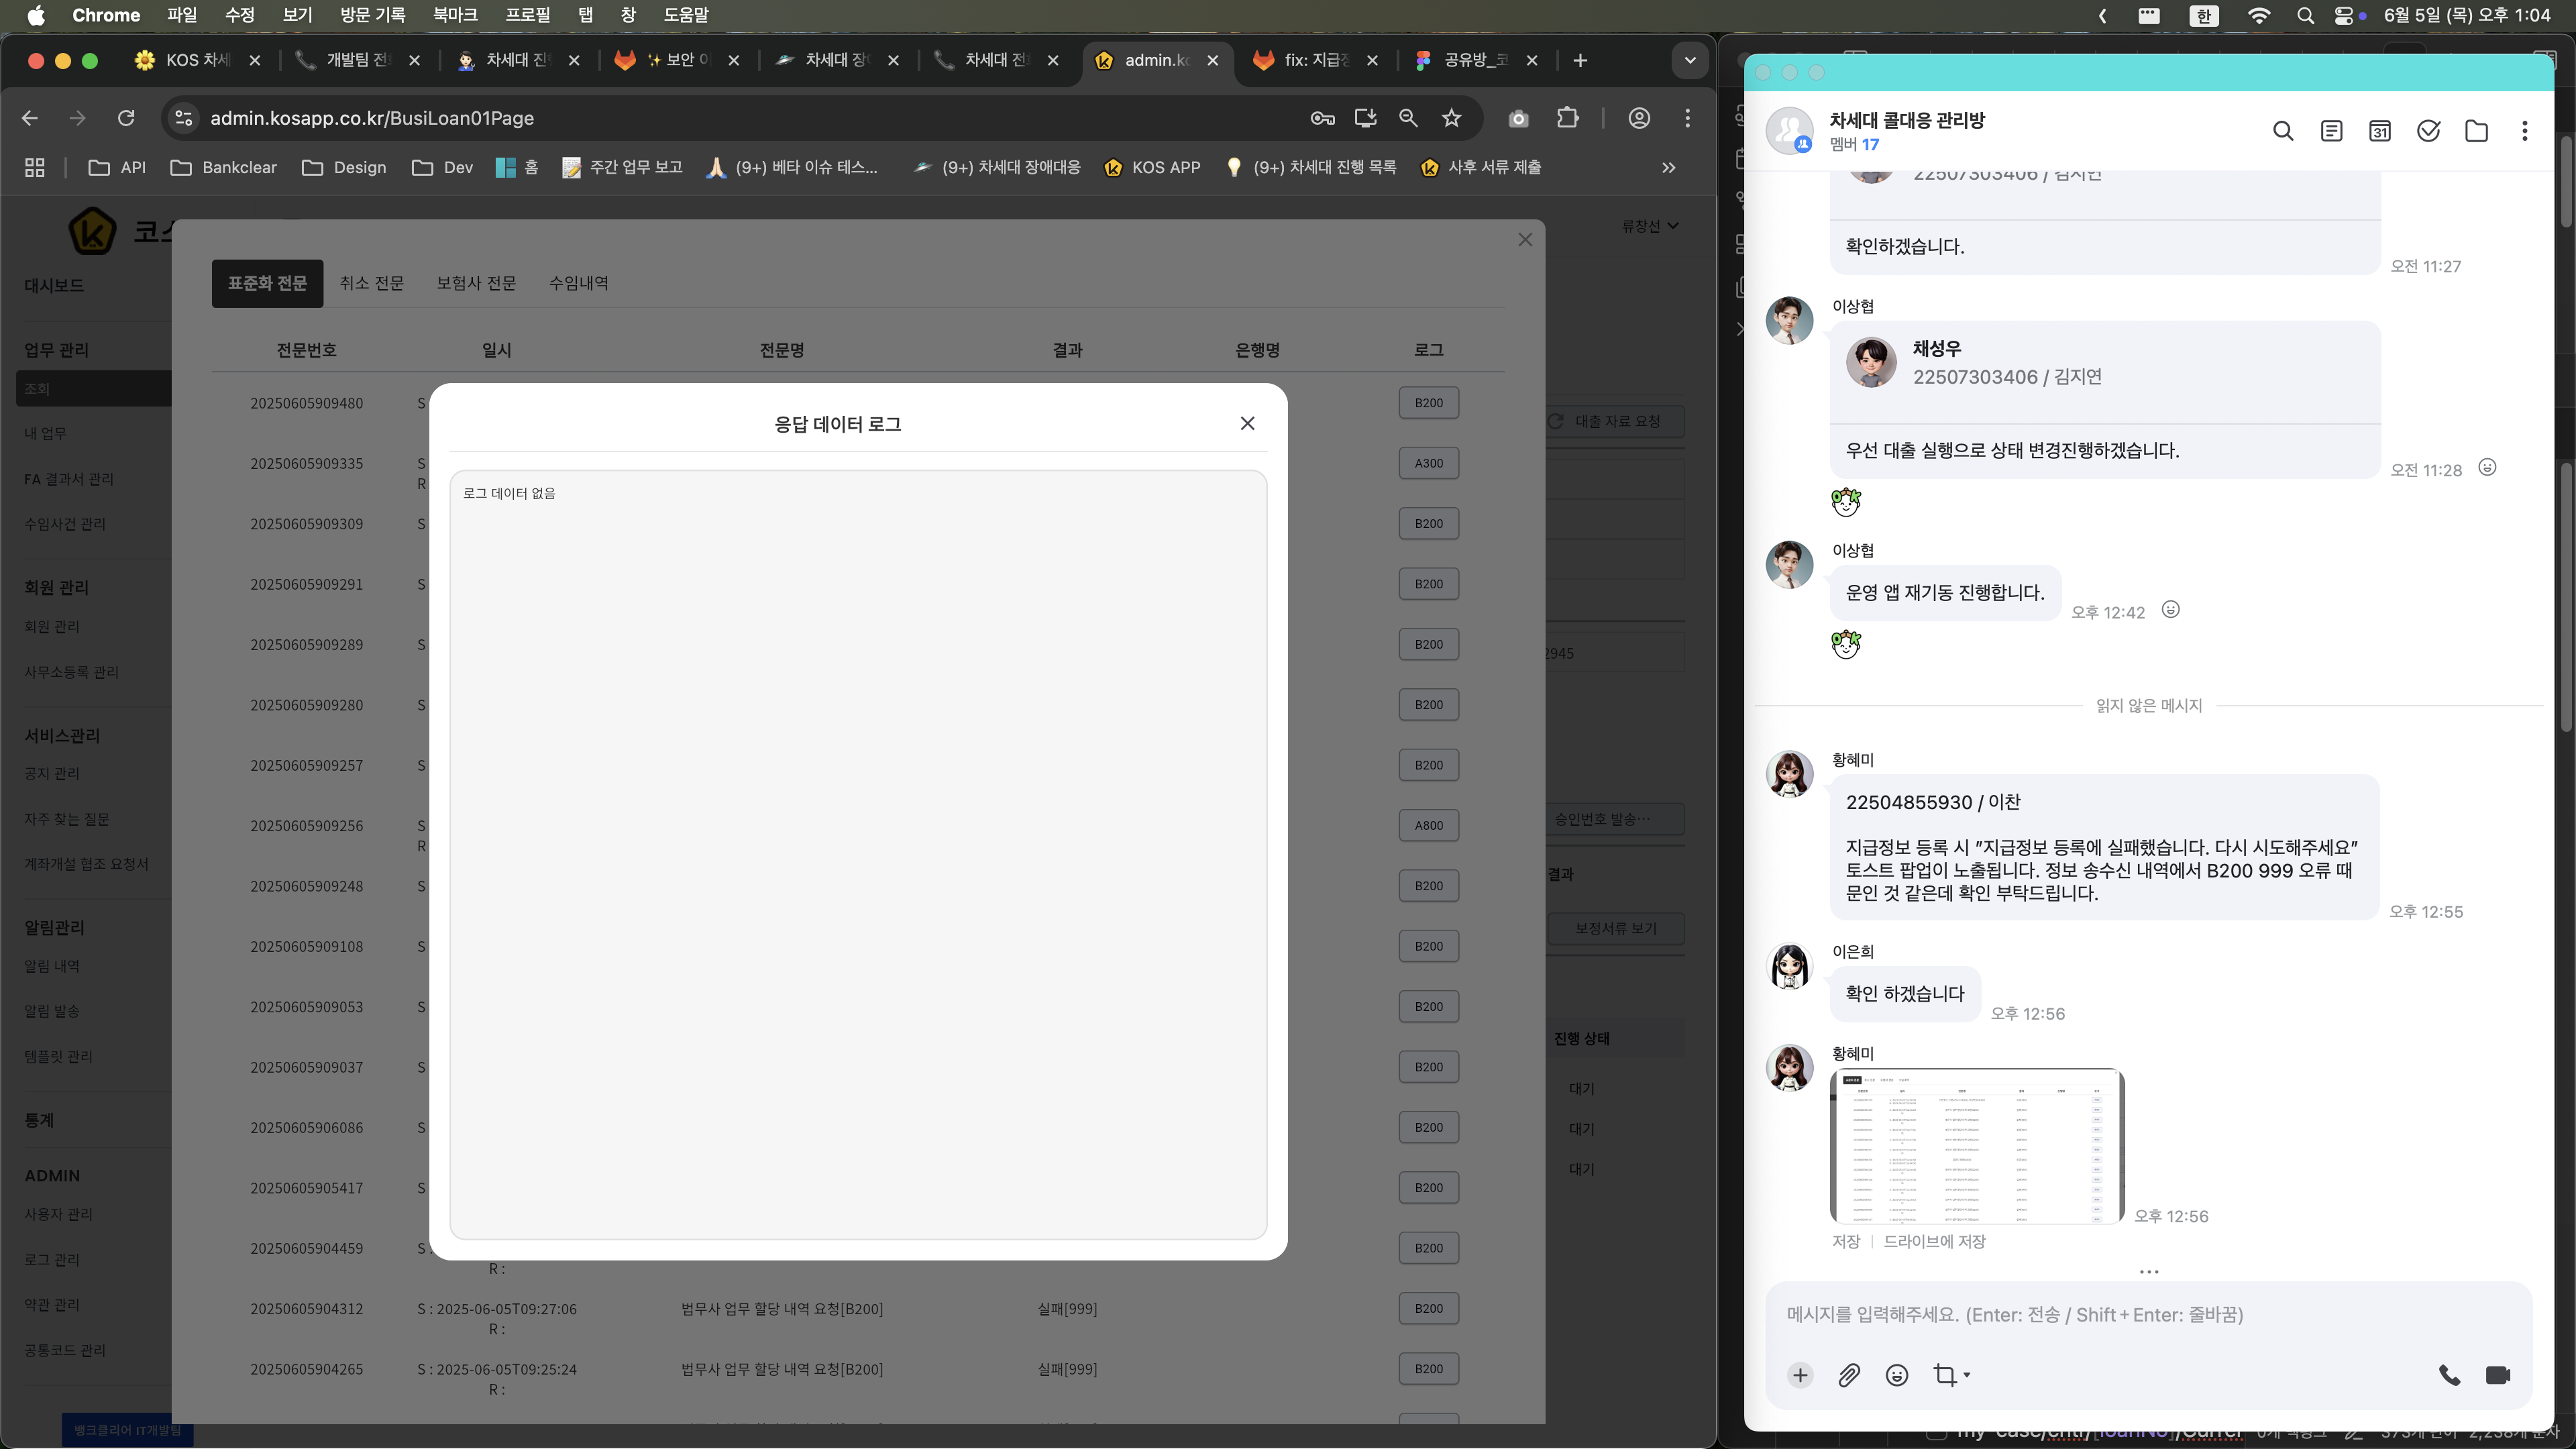 Chrome 파일 수정 보기 방문 기록 북마크 프로필 탭 창 도움말
한 6월 5일 (목) 오후 1:04
KOS 차세 개발팀 전 차세대 진 ✨ 보안 이 차세대 장 차세대 전 admin.k fix: 지급 공유방_코
admin.kosapp.co.kr/BusiLoan01Page
API Bankclear Design Dev 홈 주간 업무 보고 (9+) 베타 이슈 테스... (9+) 차세대 장애대응 KOS APP (9+) 차세대 진행 목록 사후 서류 제출
류창선
대시보드
업무 관리
조회
내 업무
FA 결과서 관리
수임사건 관리
회원 관리
회원 관리
사무소등록 관리
서비스관리
공지 관리
자주 찾는 질문
계좌개설 협조 요청서
알림관리
알림 내역
알림 발송
템플릿 관리
통계
ADMIN
사용자 관리
로그 관리
약관 관리
공통코드 관리
뱅크클리어 IT개발팀
표준화 전문 취소 전문 보험사 전문 수임내역
전문번호 일시 전문명 결과 은행명 로그
20250605909480 S B200
20250605909335 S A300
R
20250605909309 S B200
20250605909291 S B200
20250605909289 S B200
20250605909280 S B200
20250605909257 S B200
20250605909256 S A800
R
20250605909248 S B200
20250605909108 S B200
20250605909053 S B200
20250605909037 S B200
20250605906086 S B200
20250605905417 S B200
20250605904459 S : B200
R :
20250605904312 S : 2025-06-05T09:27:06 법무사 업무 할당 내역 요청[B200] 실패[999] B200
R :
20250605904265 S : 2025-06-05T09:25:24 법무사 업무 할당 내역 요청[B200] 실패[999] B200
R :
응답 데이터 로그
로그 데이터 없음
대출 자료 요청
2945
승인번호 발송…
결과
보정서류 보기
진행 상태
대기
대기
대기
차세대 콜대응 관리방
멤버 17
31
22507303406 / 김지연
확인하겠습니다.
오전 11:27
이상협
채성우
22507303406 / 김지연
우선 대출 실행으로 상태 변경진행하겠습니다.
오전 11:28
OK
이상협
운영 앱 재기동 진행합니다.
오후 12:42
OK
읽지 않은 메시지
황혜미
22504855930 / 이찬
지급정보 등록 시 "지급정보 등록에 실패했습니다. 다시 시도해주세요"
토스트 팝업이 노출됩니다. 정보 송수신 내역에서 B200 999 오류 때
문인 것 같은데 확인 부탁드립니다.
오후 12:55
이은희
확인 하겠습니다
오후 12:56
황혜미
오후 12:56
저장 드라이브에 저장
메시지를 입력해주세요. (Enter: 전송 / Shift + Enter: 줄바꿈)